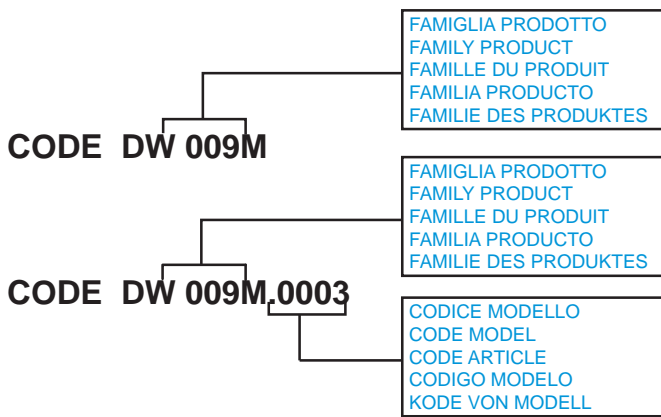 FAMIGLIA PRODOTTO
FAMILY PRODUCT
FAMILLE DU PRODUIT
FAMILIA PRODUCTO
FAMILIE DES PRODUKTES
CODE DW 009M
FAMIGLIA PRODOTTO
FAMILY PRODUCT
FAMILLE DU PRODUIT
FAMILIA PRODUCTO
FAMILIE DES PRODUKTES
CODE DW 009M.0003
CODICE MODELLO
CODE MODEL
CODE ARTICLE
CODIGO MODELO
KODE VON MODELL